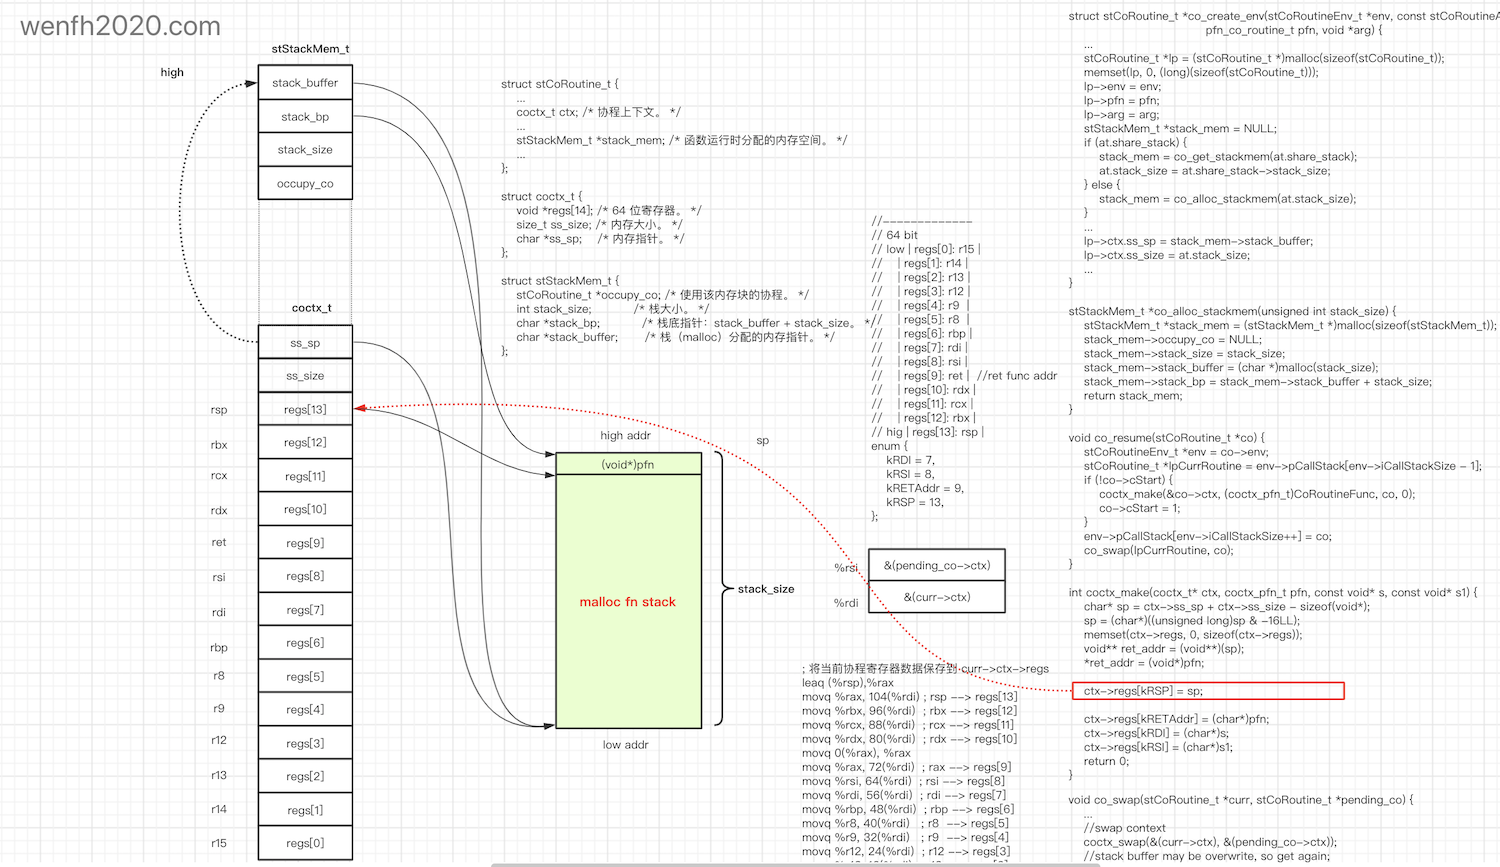 wenfh2020.com
stStackMem_t
high
stack_buffer
stack_bp
stack_size
occupy_co
coctx_t
ss_sp
ss_size
rsp
regs[13]
rbx
regs[12]
rcx
regs[11]
rdx
regs[10]
ret
regs[9]
rsi
regs[8]
rdi
regs[7]
rbp
regs[6]
r8
regs[5]
r9
regs[4]
r12
regs[3]
r13
regs[2]
r14
regs[1]
r15
regs[0]
struct stCoRoutine_t {
...
coctx_t ctx; /* 协程上下文。 */
...
stStackMem_t *stack_mem; /* 函数运行时分配的内存空间。 */
...
};
struct coctx_t {
void *regs[14]; /* 64 位寄存器。 */
size_t ss_size; /* 内存大小。 */
char *ss_sp; /* 内存指针。 */
};
struct stStackMem_t {
stCoRoutine_t *occupy_co; /* 使用该内存块的协程。 */
int stack_size; /* 栈大小。 */
char *stack_bp; /* 栈底指针：stack_buffer + stack_size。 */
char *stack_buffer; /* 栈（malloc）分配的内存指针。 */
};
high addr
(void*)pfn
malloc fn stack
low addr
stack_size
sp
//-------------
// 64 bit
// low | regs[0]: r15 |
// | regs[1]: r14 |
// | regs[2]: r13 |
// | regs[3]: r12 |
// | regs[4]: r9 |
// | regs[5]: r8 |
// | regs[6]: rbp |
// | regs[7]: rdi |
// | regs[8]: rsi |
// | regs[9]: ret | //ret func addr
// | regs[10]: rdx |
// | regs[11]: rcx |
// | regs[12]: rbx |
// hig | regs[13]: rsp |
enum {
kRDI = 7,
kRSI = 8,
kRETAddr = 9,
kRSP = 13,
};
%rsi
&(pending_co->ctx)
%rdi
&(curr->ctx)
; 将当前协程寄存器数据保存到 curr->ctx->regs
leaq (%rsp),%rax
movq %rax, 104(%rdi) ; rsp --> regs[13]
movq %rbx, 96(%rdi) ; rbx --> regs[12]
movq %rcx, 88(%rdi) ; rcx --> regs[11]
movq %rdx, 80(%rdi) ; rdx --> regs[10]
movq 0(%rax), %rax
movq %rax, 72(%rdi) ; rax --> regs[9]
movq %rsi, 64(%rdi) ; rsi --> regs[8]
movq %rdi, 56(%rdi) ; rdi --> regs[7]
movq %rbp, 48(%rdi) ; rbp --> regs[6]
movq %r8, 40(%rdi) ; r8 --> regs[5]
movq %r9, 32(%rdi) ; r9 --> regs[4]
movq %r12, 24(%rdi) ; r12 --> regs[3]
struct stCoRoutine_t *co_create_env(stCoRoutineEnv_t *env, const stCoRoutineA
pfn_co_routine_t pfn, void *arg) {
...
stCoRoutine_t *lp = (stCoRoutine_t *)malloc(sizeof(stCoRoutine_t));
memset(lp, 0, (long)(sizeof(stCoRoutine_t)));
lp->env = env;
lp->pfn = pfn;
lp->arg = arg;
stStackMem_t *stack_mem = NULL;
if (at.share_stack) {
stack_mem = co_get_stackmem(at.share_stack);
at.stack_size = at.share_stack->stack_size;
} else {
stack_mem = co_alloc_stackmem(at.stack_size);
}
...
lp->ctx.ss_sp = stack_mem->stack_buffer;
lp->ctx.ss_size = at.stack_size;
...
}
stStackMem_t *co_alloc_stackmem(unsigned int stack_size) {
stStackMem_t *stack_mem = (stStackMem_t *)malloc(sizeof(stStackMem_t));
stack_mem->occupy_co = NULL;
stack_mem->stack_size = stack_size;
stack_mem->stack_buffer = (char *)malloc(stack_size);
stack_mem->stack_bp = stack_mem->stack_buffer + stack_size;
return stack_mem;
}
void co_resume(stCoRoutine_t *co) {
stCoRoutineEnv_t *env = co->env;
stCoRoutine_t *lpCurrRoutine = env->pCallStack[env->iCallStackSize - 1];
if (!co->cStart) {
coctx_make(&co->ctx, (coctx_pfn_t)CoRoutineFunc, co, 0);
co->cStart = 1;
}
env->pCallStack[env->iCallStackSize++] = co;
co_swap(lpCurrRoutine, co);
}
int coctx_make(coctx_t* ctx, coctx_pfn_t pfn, const void* s, const void* s1) {
char* sp = ctx->ss_sp + ctx->ss_size - sizeof(void*);
sp = (char*)((unsigned long)sp & -16LL);
memset(ctx->regs, 0, sizeof(ctx->regs));
void** ret_addr = (void**)(sp);
*ret_addr = (void*)pfn;
ctx->regs[kRSP] = sp;
ctx->regs[kRETAddr] = (char*)pfn;
ctx->regs[kRDI] = (char*)s;
ctx->regs[kRSI] = (char*)s1;
return 0;
}
void co_swap(stCoRoutine_t *curr, stCoRoutine_t *pending_co) {
...
//swap context
coctx_swap(&(curr->ctx), &(pending_co->ctx));
//stack buffer may be overwrite, so get again;